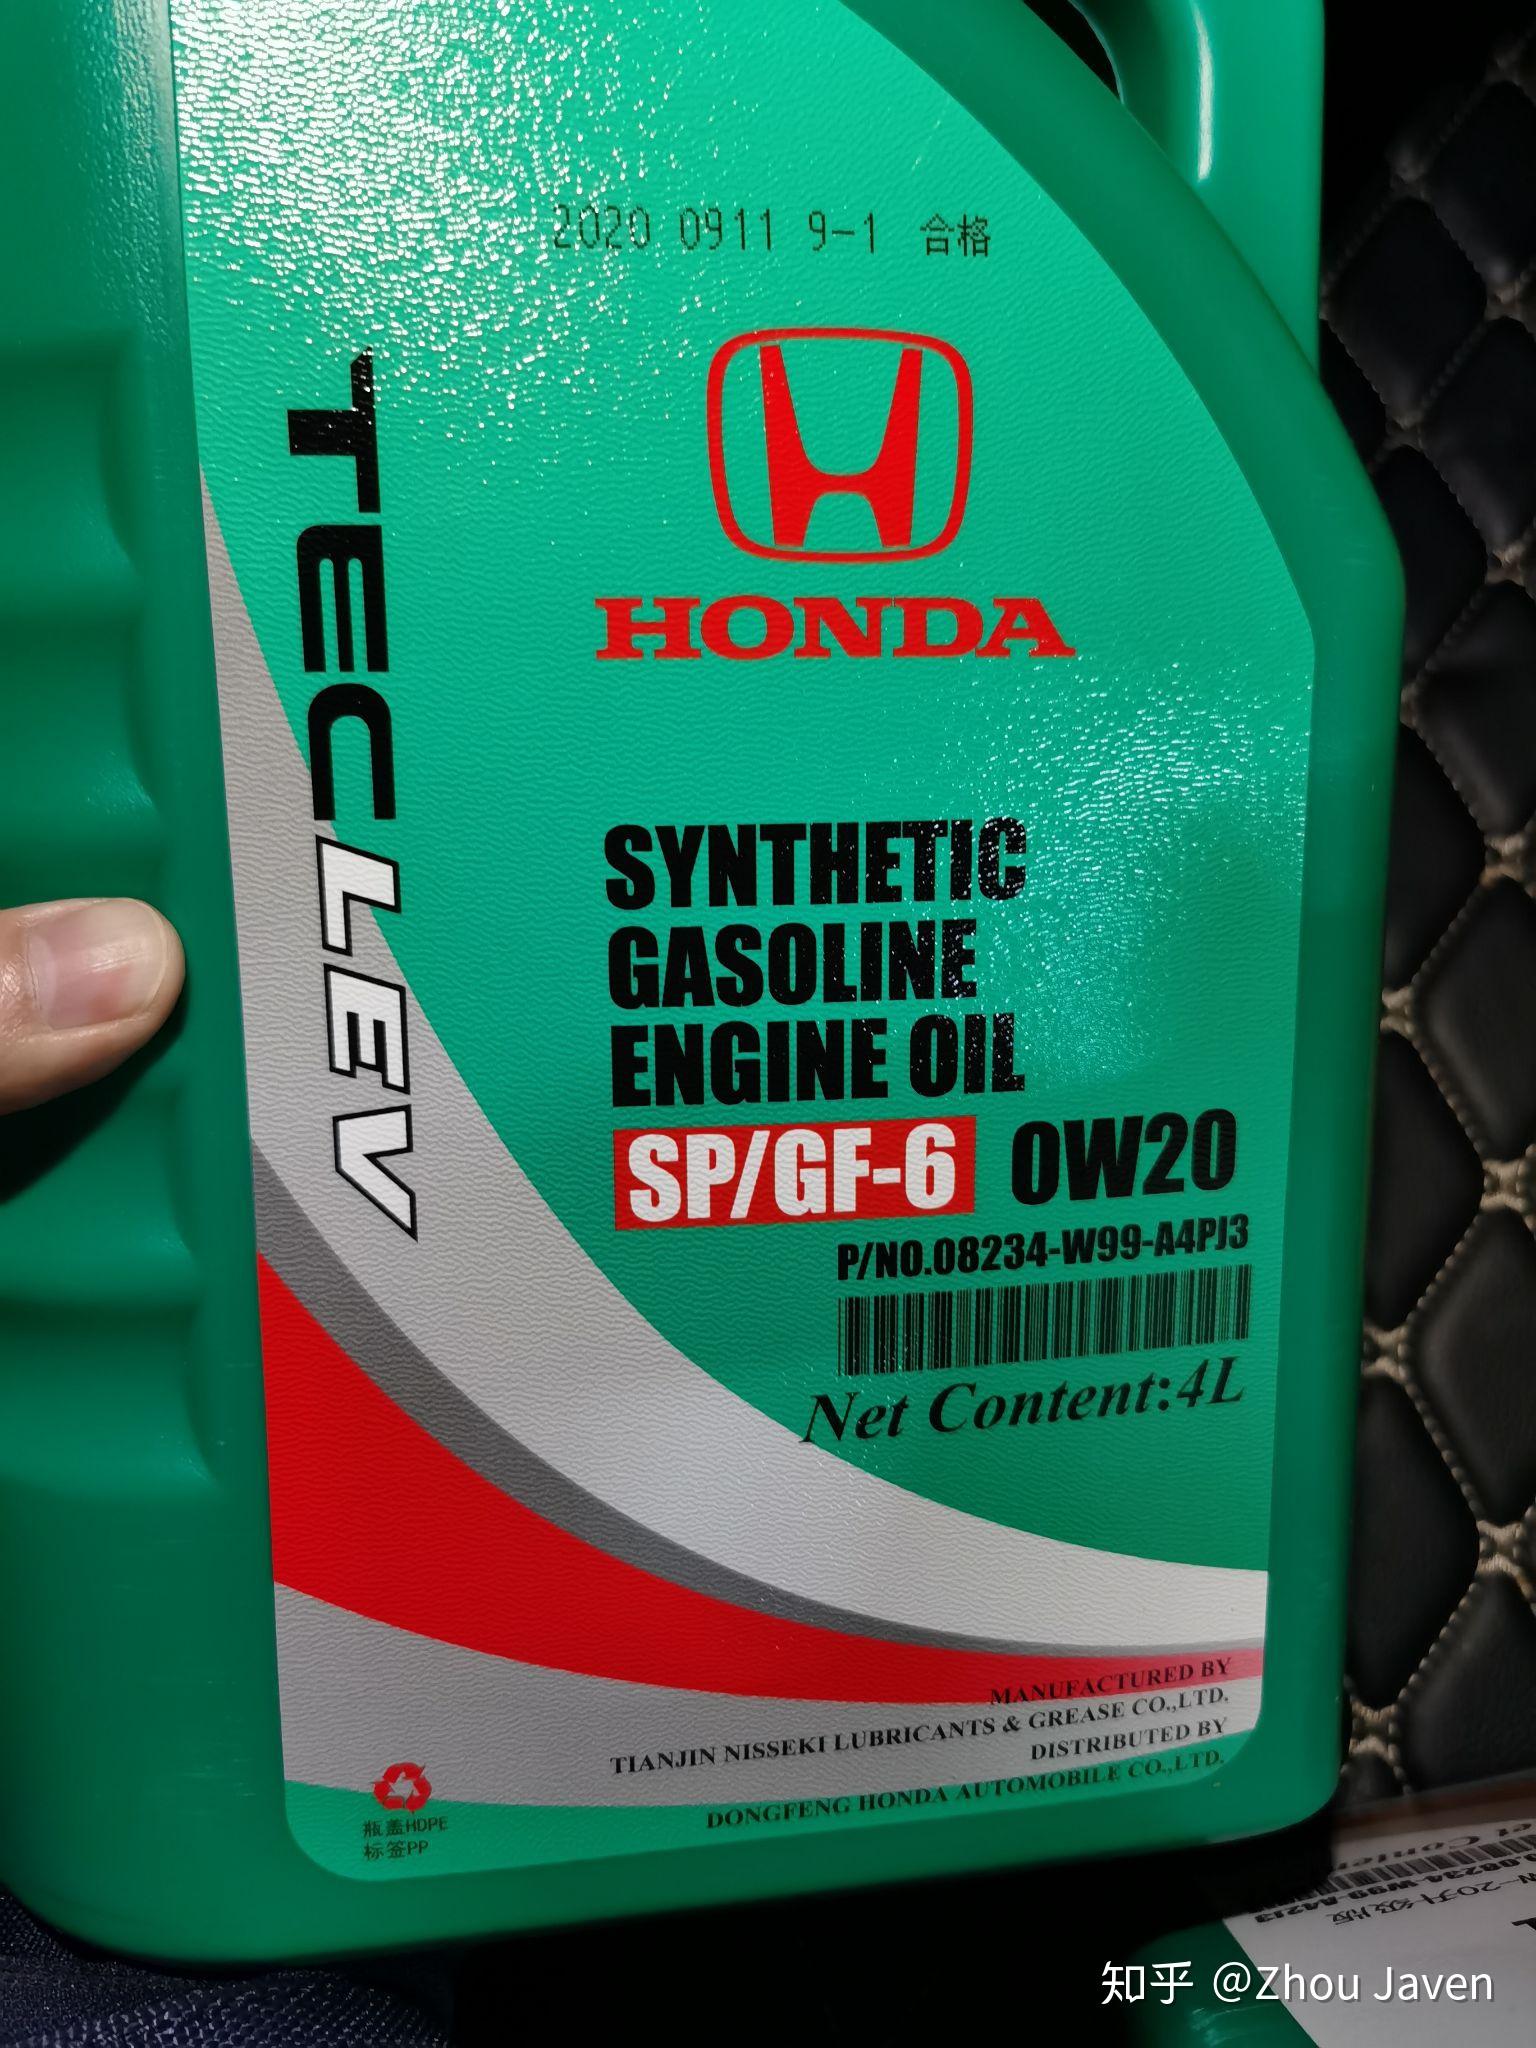 2020 0911 9-1 合格
HONDA
TECLEV
SYNTHETIC
GASOLINE
ENGINE OIL
SP/GF-6 0W20
P/NO.08234-W99-A4PJ3
Net Content:4L
MANUFACTURED BY
TIANJIN NISSEKI LUBRICANTS & GREASE CO.,LTD.
DISTRIBUTED BY
DONGFENG HONDA AUTOMOBILE CO.,LTD.
瓶盖HDPE
标签PP
知乎 @Zhou Javen